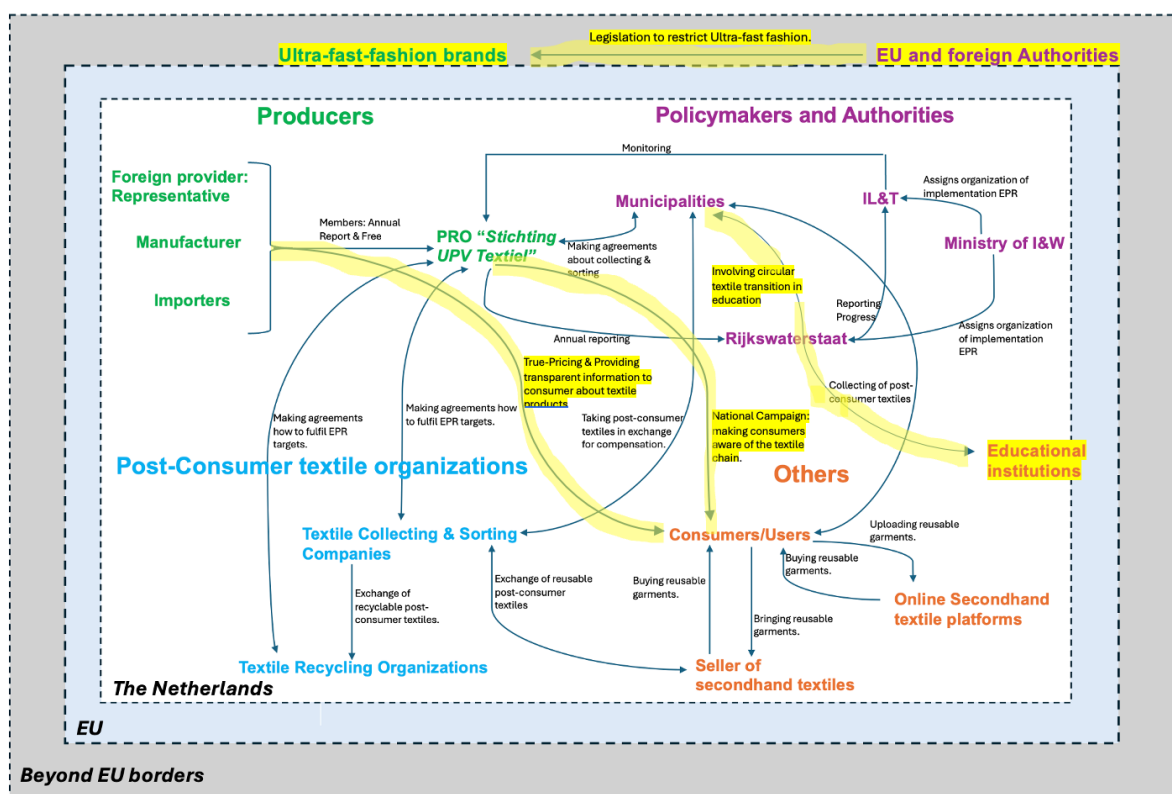 Legislation to restrict Ultra-fast fashion.
Ultra-fast-fashion brands
EU and foreign Authorities
Producers
Policymakers and Authorities
Monitoring
Foreign provider:
Representative
Municipalities
IL&T
Assigns organization of
implementation EPR
Members: Annual
Report & Free
Manufacturer
PRO “Stichting
UPV Textiel”
Making agreements
about collecting &
sorting
Ministry of I&W
Involving circular
textile transition in
education
Importers
Reporting
Progress
Annual reporting
Rijkswaterstaat
Assigns organization
of implementation
EPR
True-Pricing & Providing
transparent information to
consumer about textile
products
Collecting of post-
consumer textiles
Making agreements
how to fulfil EPR
targets.
Making agreements how
to fulfil EPR targets.
Taking post-consumer
textiles in exchange
for compensation.
National Campaign:
making consumers
aware of the textile
chain.
Post-Consumer textile organizations
Others
Educational
institutions
Textile Collecting & Sorting
Companies
Consumers/Users
Uploading reusable
garments.
Buying reusable
garments.
Exchange of
recyclable post-
consumer textiles.
Exchange of reusable
post-consumer
textiles
Buying reusable
garments.
Bringing reusable
garments.
Online Secondhand
textile platforms
Textile Recycling Organizations
Seller of
secondhand textiles
The Netherlands
EU
Beyond EU borders